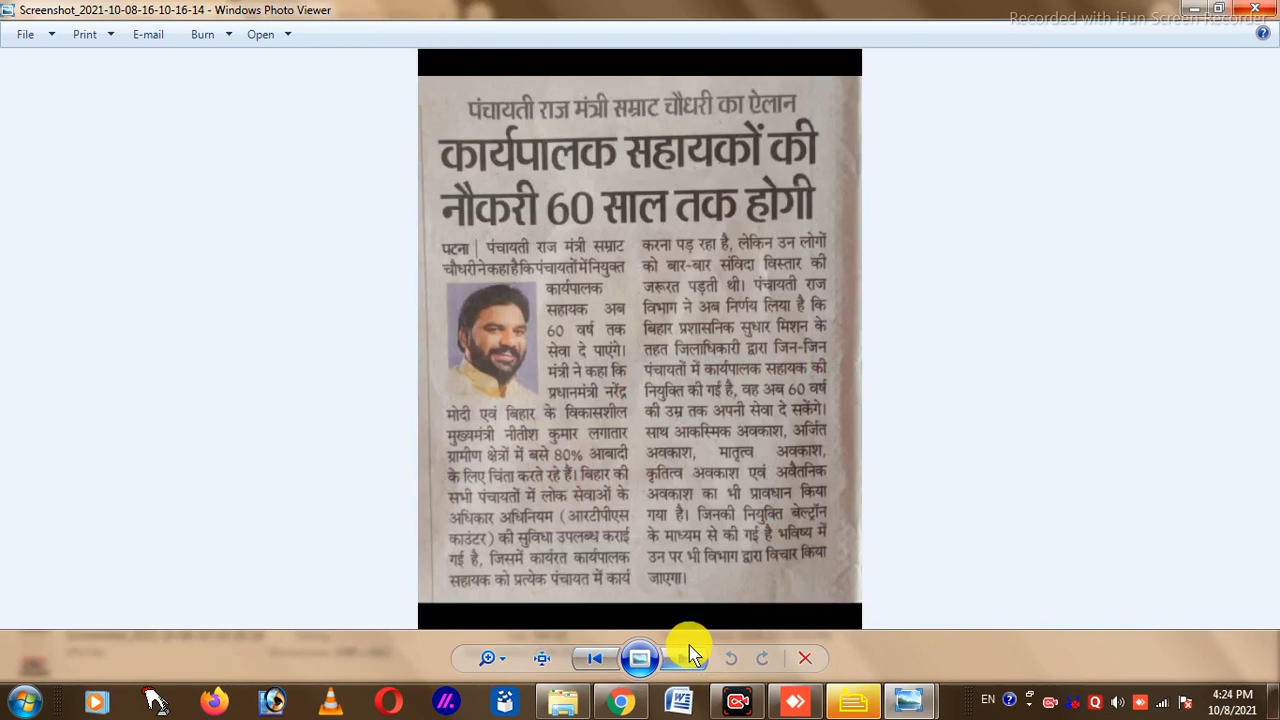 Screenshot_2021-10-08-16-10-16-14 - Windows Photo Viewer
Recorded with iFun Screen Recorder
File Print E-mail Burn Open
पंचायती राज मंत्री सम्राट चौधरी का ऐलान
कार्यपालक सहायकों की
नौकरी 60 साल तक होगी
पटना | पंचायती राज मंत्री सम्राट
चौधरी ने कहा है कि पंचायतों में नियुक्त
कार्यपालक
सहायक अब
60 वर्ष तक
सेवा दे पाएंगे।
मंत्री ने कहा कि
प्रधानमंत्री नरेंद्र
मोदी एवं बिहार के विकासशील
मुख्यमंत्री नीतीश कुमार लगातार
ग्रामीण क्षेत्रों में बसे 80% आबादी
के लिए चिंता करते रहे हैं। बिहार की
सभी पंचायतों में लोक सेवाओं के
अधिकार अधिनियम (आरटीपीएस
काउंटर) की सुविधा उपलब्ध कराई
गई है, जिसमें कार्यरत कार्यपालक
सहायक को प्रत्येक पंचायत में कार्य
करना पड़ रहा है, लेकिन उन लोगों
को बार-बार संविदा विस्तार की
जरूरत पड़ती थी। पंचायती राज
विभाग ने अब निर्णय लिया है कि
बिहार प्रशासनिक सुधार मिशन के
तहत जिलाधिकारी द्वारा जिन-जिन
पंचायतों में कार्यपालक सहायक की
नियुक्ति की गई है, वह अब 60 वर्ष
की उम्र तक अपनी सेवा दे सकेंगे।
साथ आकस्मिक अवकाश, अर्जित
अवकाश, मातृत्व अवकाश,
कृतित्व अवकाश एवं अवैतनिक
अवकाश का भी प्रावधान किया
गया है। जिनकी नियुक्ति बेल्ट्रॉन
के माध्यम से की गई है भविष्य में
उन पर भी विभाग द्वारा विचार किया
जाएगा।
EN
4:24 PM
10/8/2021